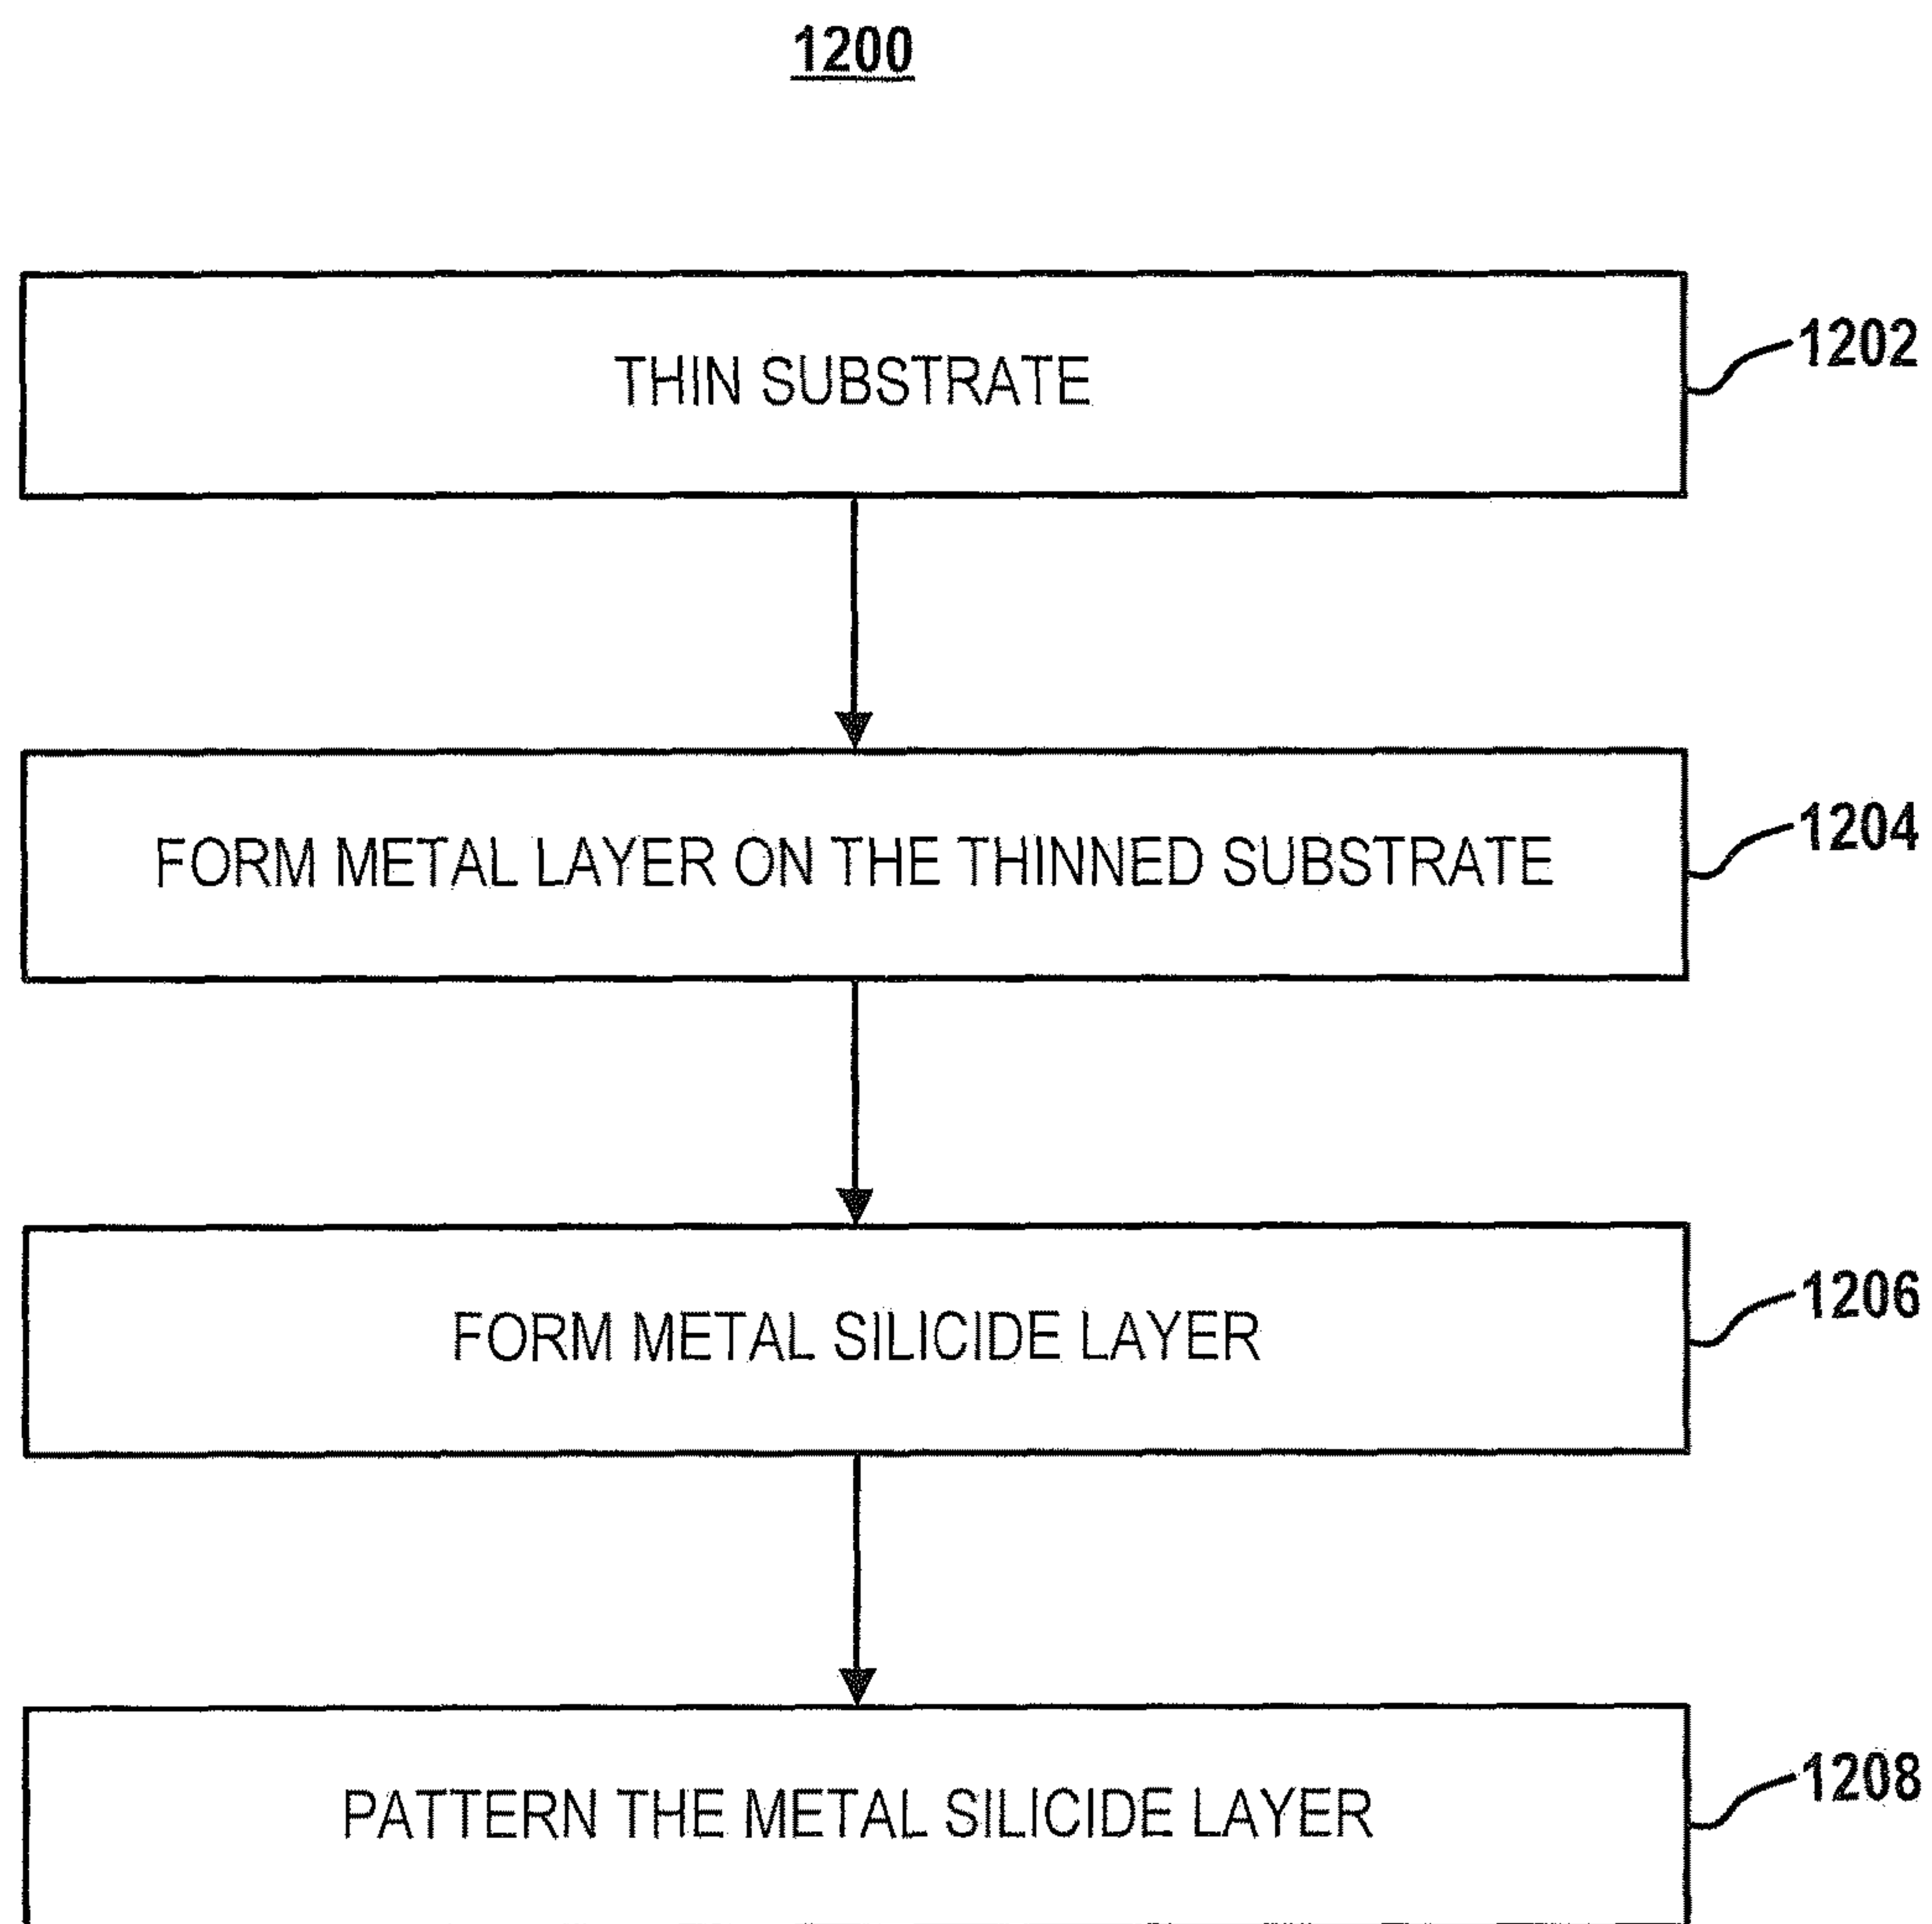 1200
THIN SUBSTRATE
1202
FORM METAL LAYER ON THE THINNED SUBSTRATE
1204
FORM METAL SILICIDE LAYER
1206
PATTERN THE METAL SILICIDE LAYER
1208